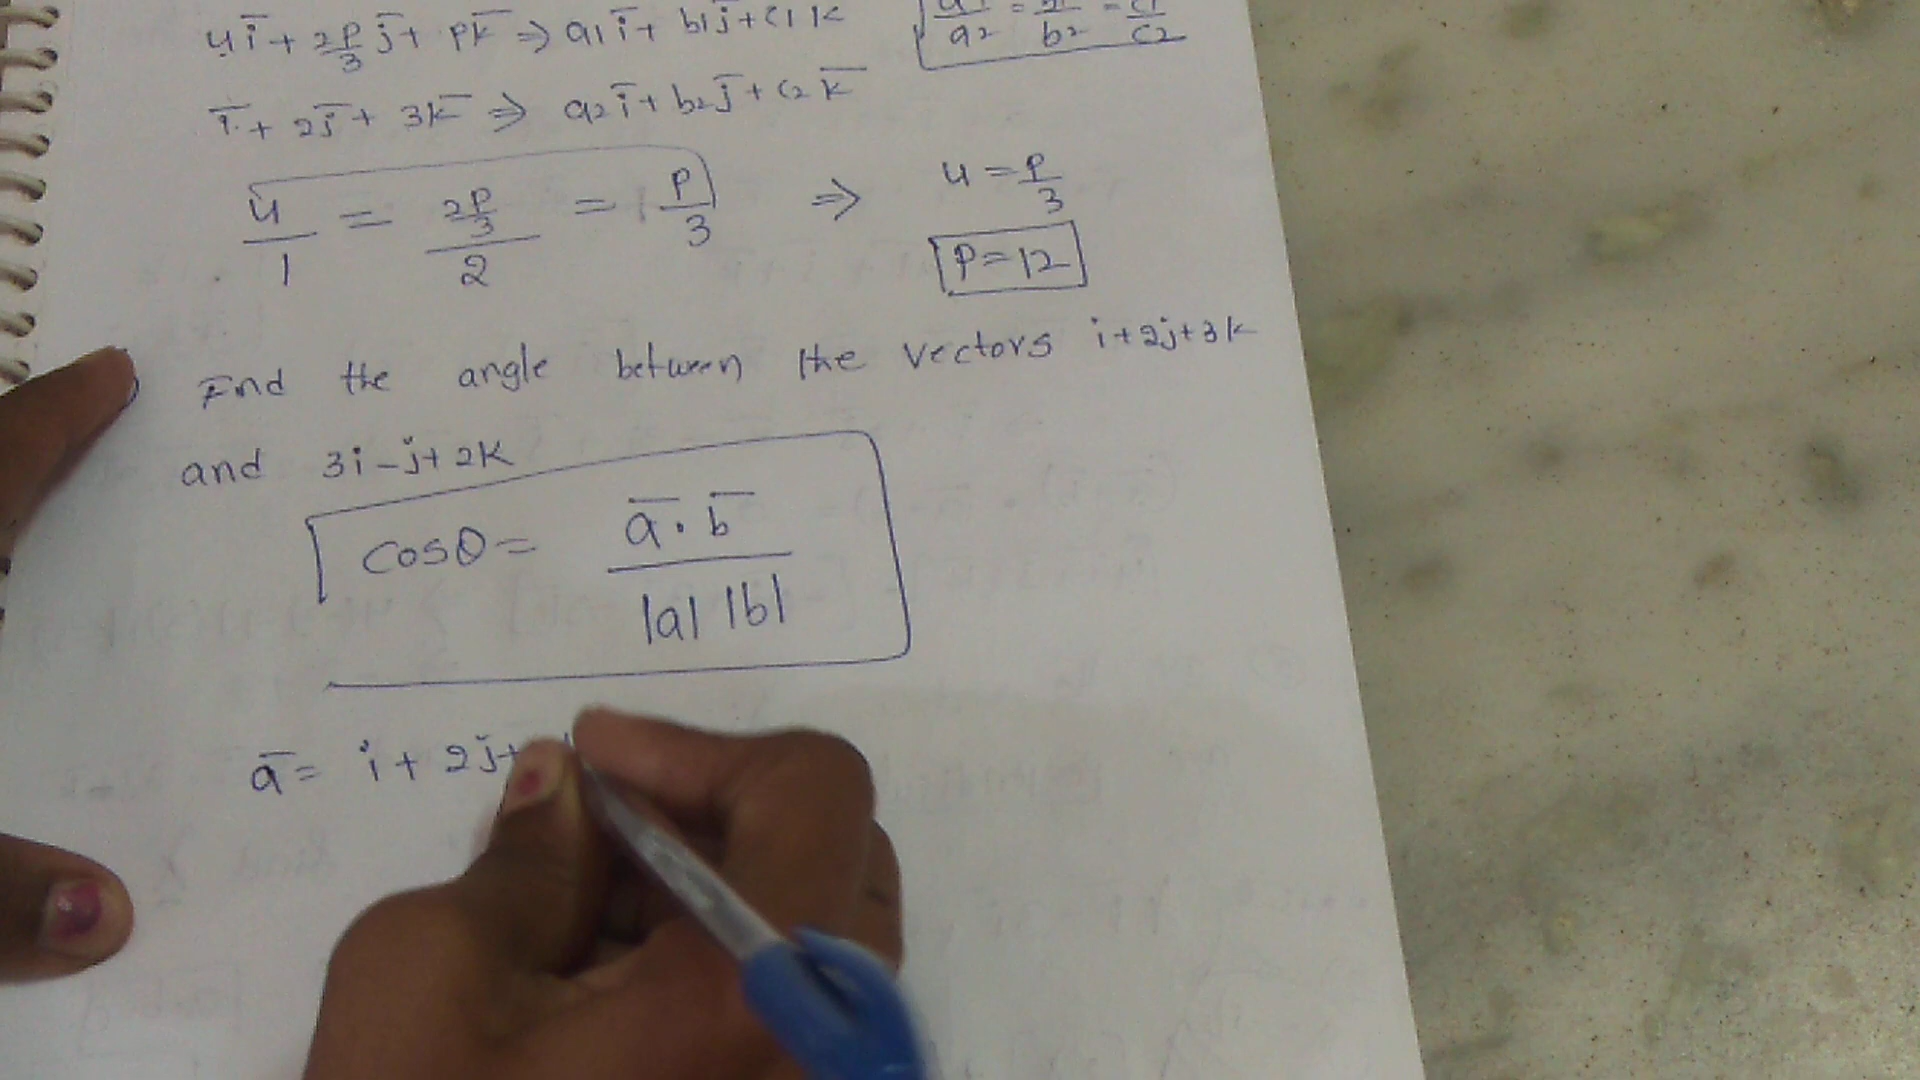 4i̅ + 2p/3 j̅ + pk̅ ⇒ a1i̅ + b1j̅ + c1k
a1/a2 = b1/b2 = c1/c2
i̅ + 2j̅ + 3k̅ ⇒ a2i̅ + b2j̅ + c2k̅
4/1 = (2p/3)/2 = p/3 ⇒ 4 = p/3
P = 12
Find the angle between the vectors i+2j+3k
and 3i-j+2k
cosθ = a̅·b̅ / |a| |b|
a̅ = i + 2j+